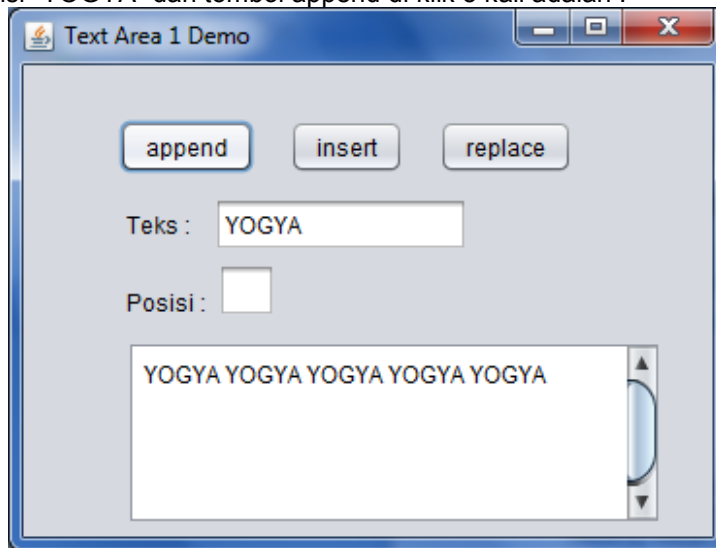 "YOGYA" dan tombol append di klik 5 kali adalah :
Text Area 1 Demo
append insert replace
Teks : YOGYA
Posisi :
YOGYA YOGYA YOGYA YOGYA YOGYA